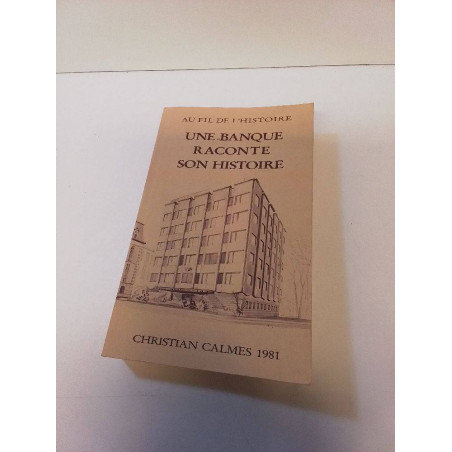 AU FIL DE L'HISTOIRE
UNE BANQUE
RACONTE
SON HISTOIRE
CHRISTIAN CALMES 1981